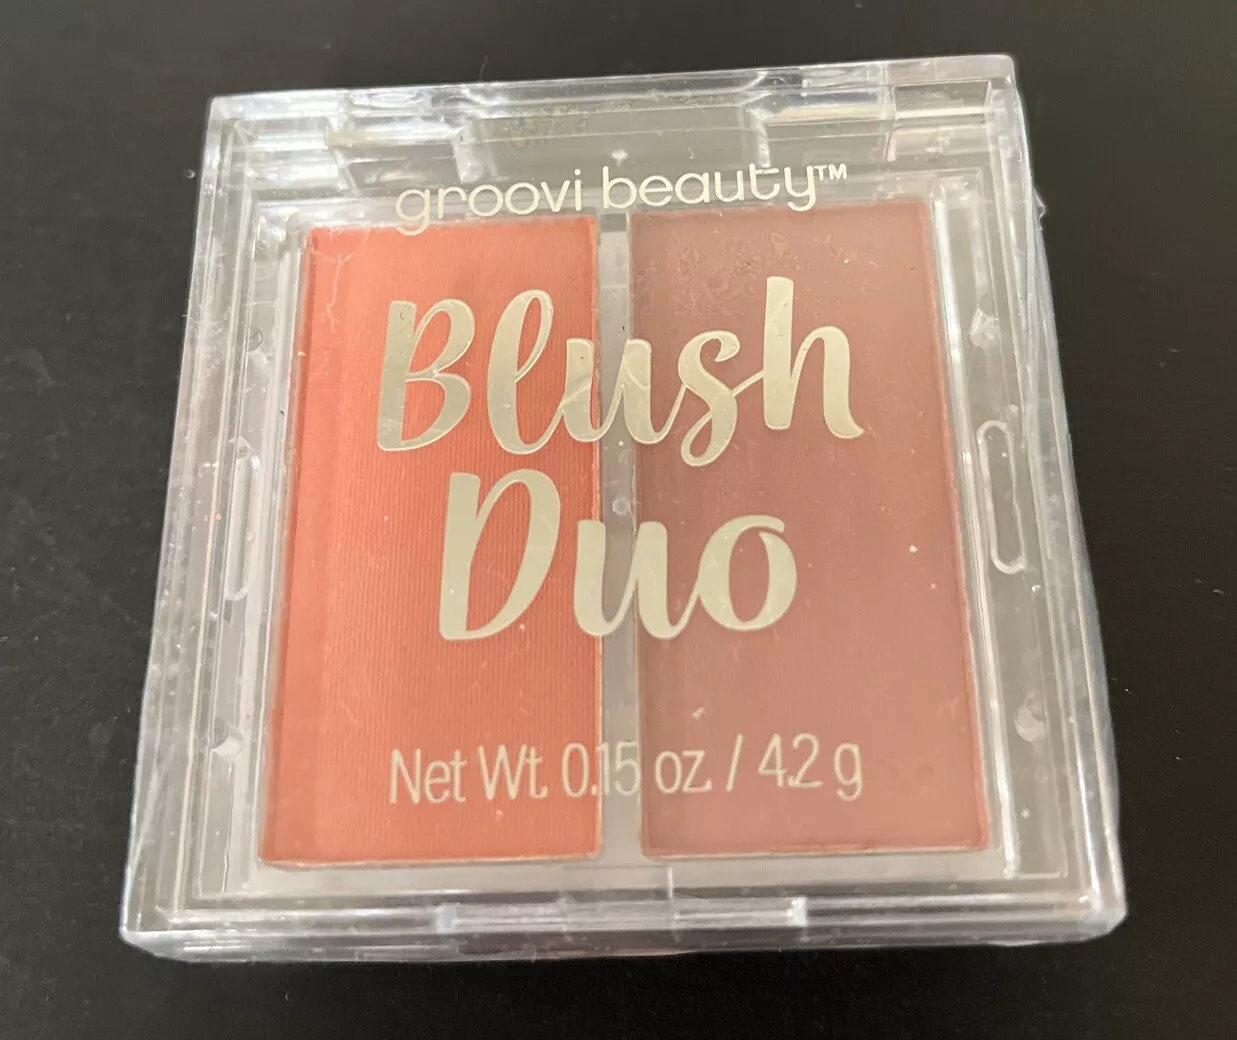 groovi beauty™
Blush
Duo
Net Wt. 0.15 oz. / 4.2 g